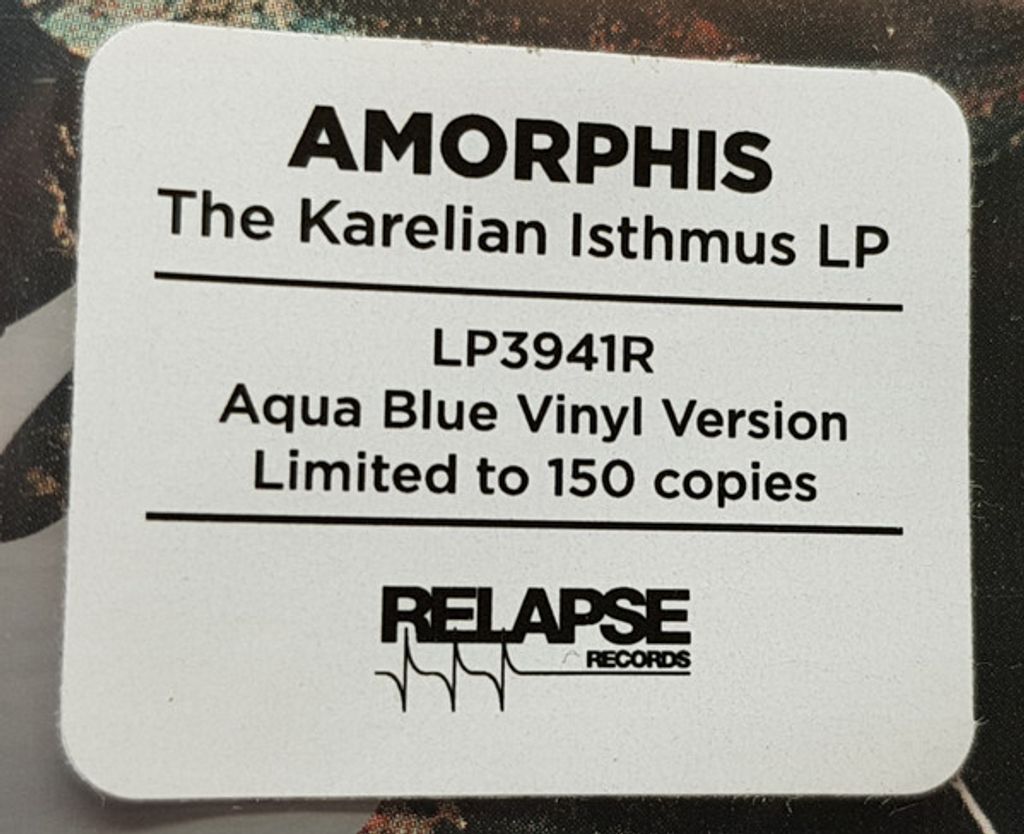 AMORPHIS
The Karelian Isthmus LP
LP3941R
Aqua Blue Vinyl Version
Limited to 150 copies
RELAPSE
RECORDS